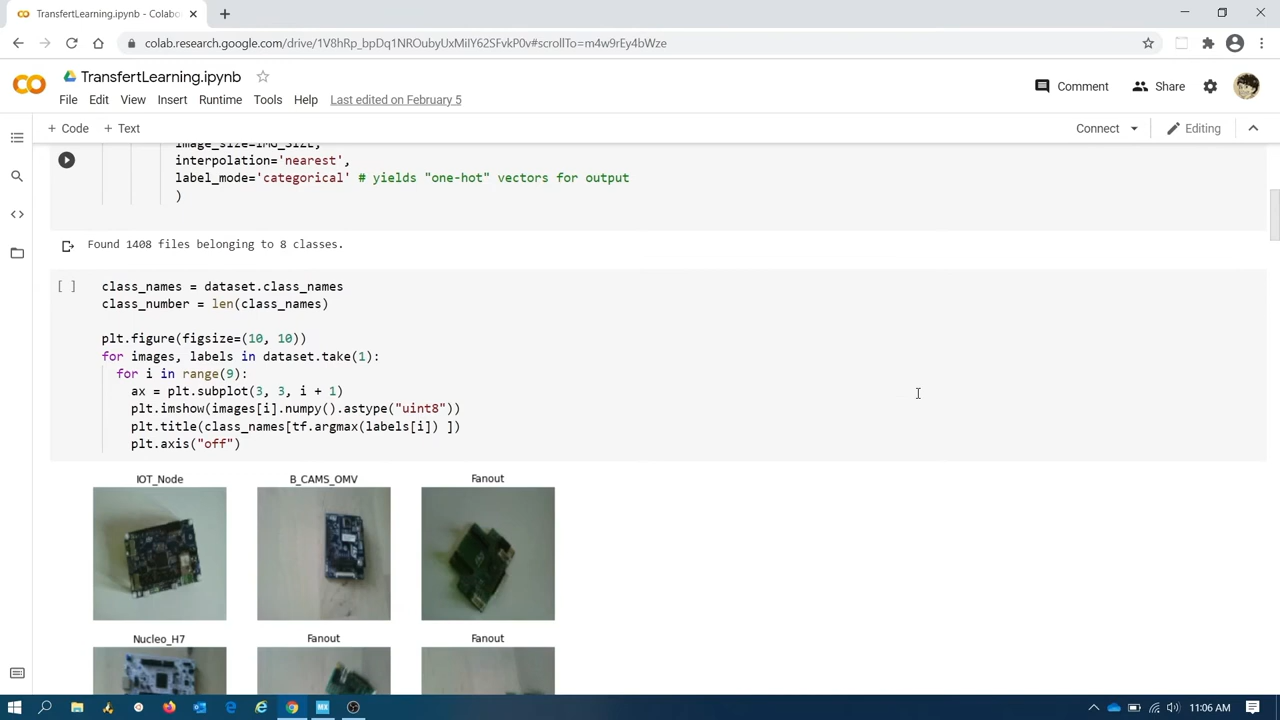 TransfertLearning.ipynb - Colabo
colab.research.google.com/drive/1V8hRp_bpDq1NROubyUxMiIY62SFvkP0v#scrollTo=m4w9rEy4bWze
TransfertLearning.ipynb
File Edit View Insert Runtime Tools Help Last edited on February 5
Comment Share
+ Code + Text
Connect Editing
image_size=IMG_SIZE,
interpolation='nearest',
label_mode='categorical' # yields "one-hot" vectors for output
)
Found 1408 files belonging to 8 classes.
[ ] class_names = dataset.class_names
class_number = len(class_names)
plt.figure(figsize=(10, 10))
for images, labels in dataset.take(1):
for i in range(9):
ax = plt.subplot(3, 3, i + 1)
plt.imshow(images[i].numpy().astype("uint8"))
plt.title(class_names[tf.argmax(labels[i]) ])
plt.axis("off")
IOT_Node B_CAMS_OMV Fanout
Nucleo_H7 Fanout Fanout
MX
11:06 AM